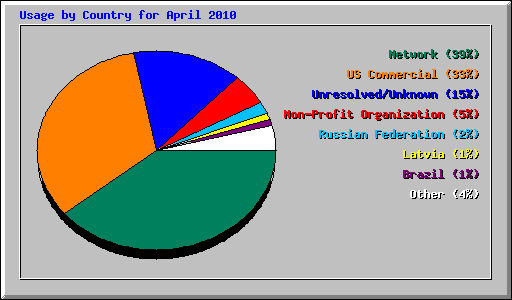 Usage by Country for April 2010
Network (39%)
US Commercial (33%)
Unresolved/Unknown (15%)
Non-Profit Organization (5%)
Russian Federation (2%)
Latvia (1%)
Brazil (1%)
Other (4%)